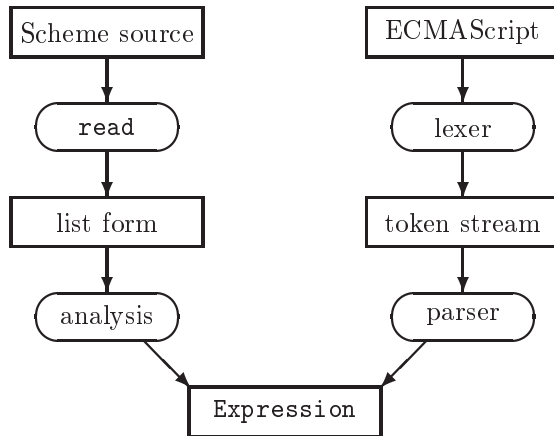 Scheme source
ECMAScript
read
lexer
list form
token stream
analysis
parser
Expression